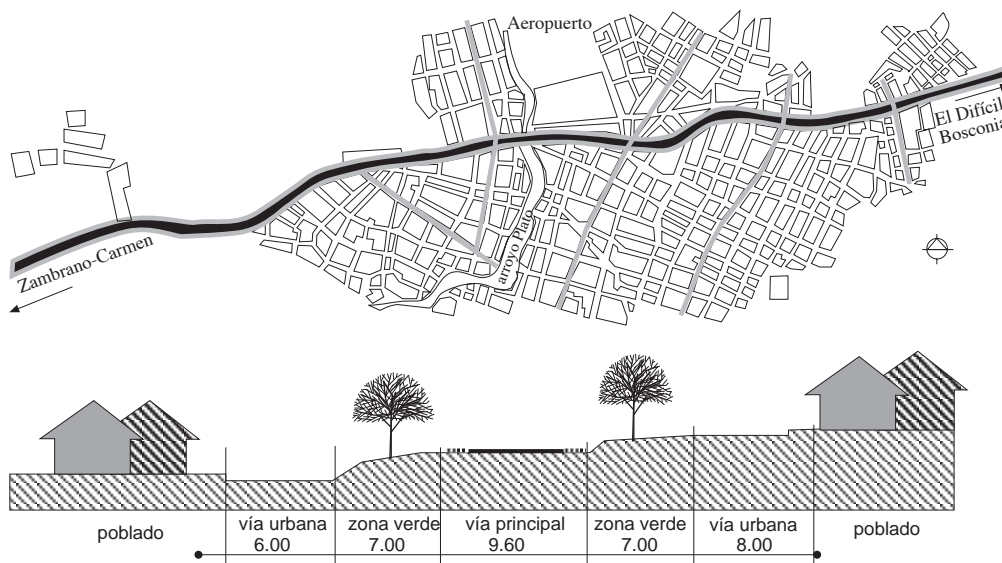 Aeropuerto
El Difícil
Bosconia
Zambrano-Carmen
arroyo Plato
poblado
vía urbana
6.00
zona verde
7.00
vía principal
9.60
zona verde
7.00
vía urbana
8.00
poblado